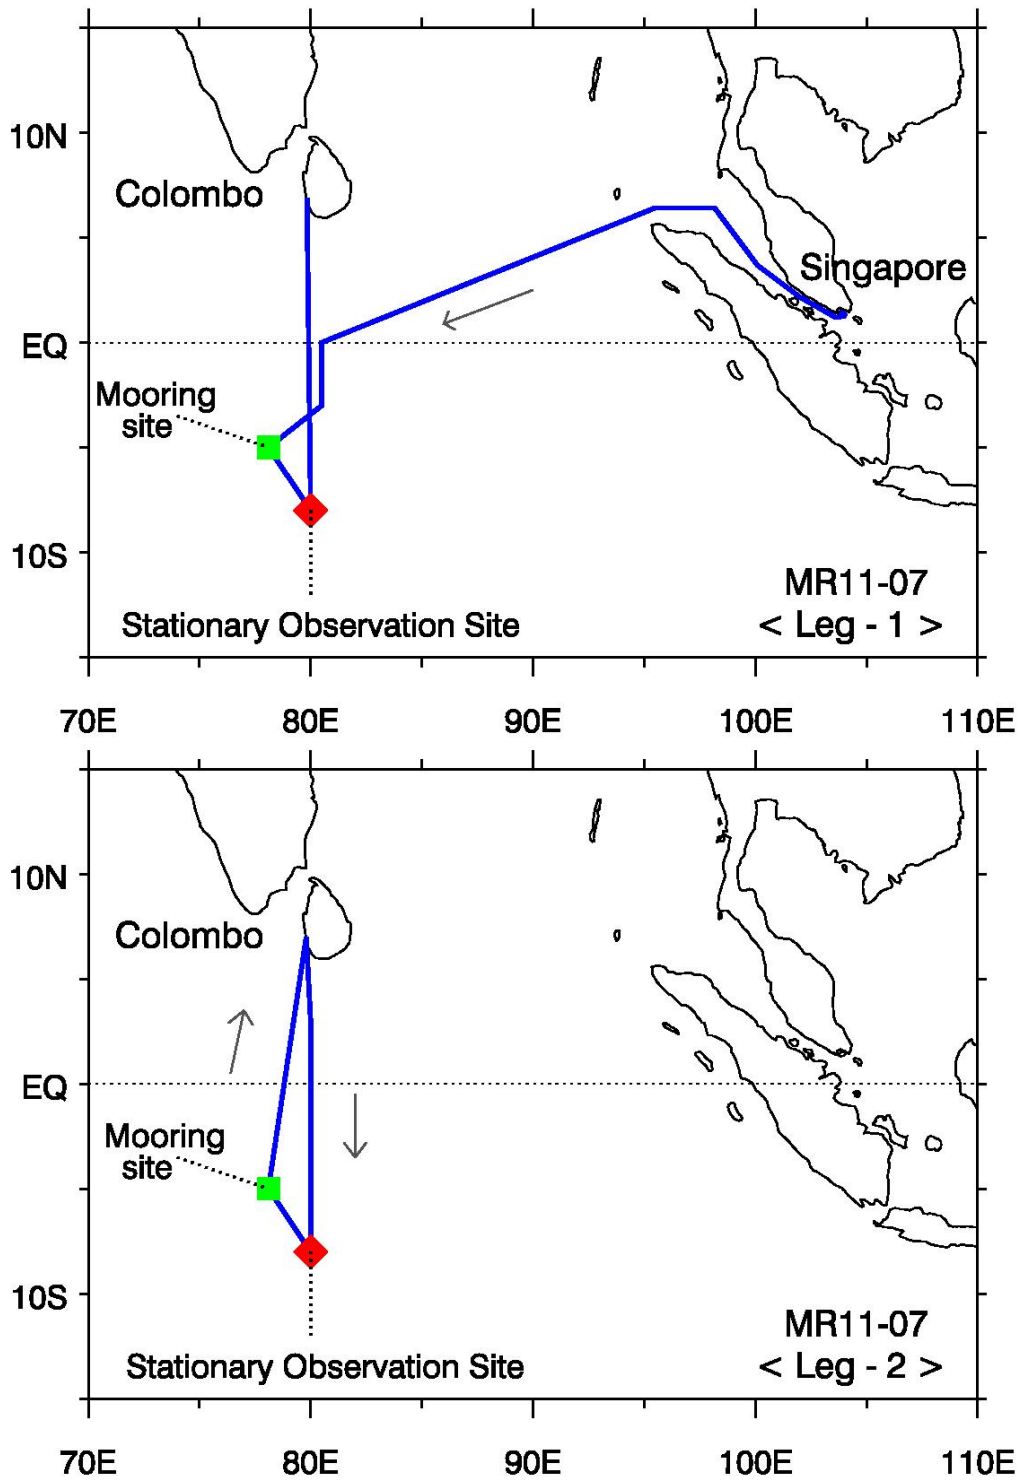 10N
Colombo
Singapore
EQ
Mooring
site
10S
MR11-07
Stationary Observation Site
< Leg - 1 >
70E 80E 90E 100E 110E
10N
Colombo
EQ
Mooring
site
10S
MR11-07
Stationary Observation Site
< Leg - 2 >
70E 80E 90E 100E 110E